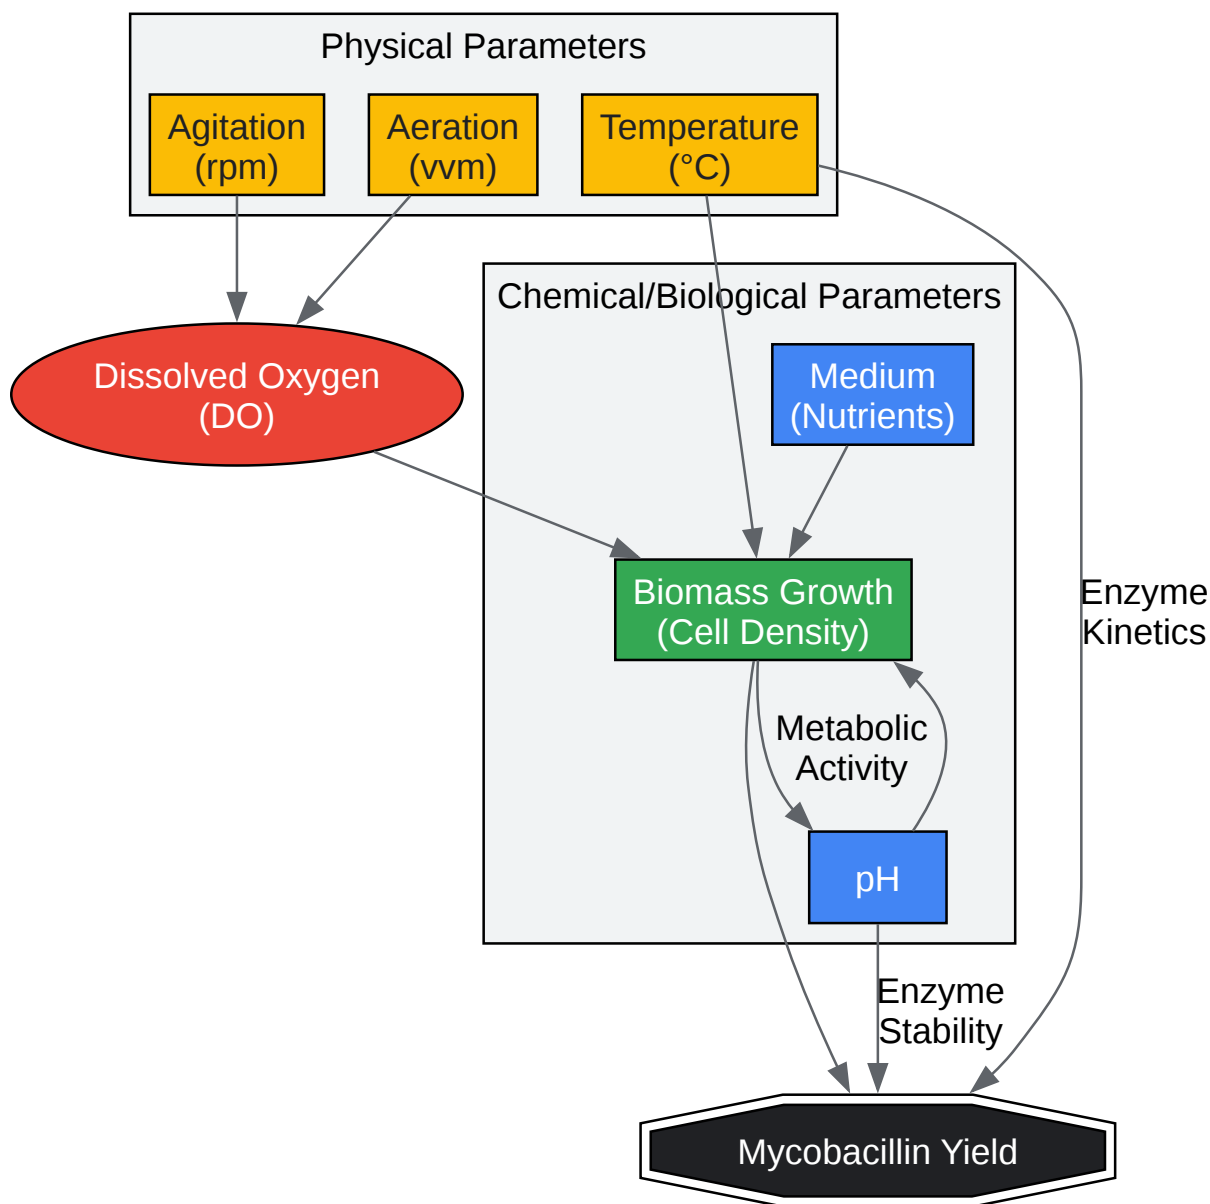 Physical Parameters
Agitation
(rpm)
Aeration
(vvm)
Temperature
(°C)
Chemical/Biological Parameters
Dissolved Oxygen
(DO)
Medium
(Nutrients)
Biomass Growth
(Cell Density)
Enzyme
Kinetics
Metabolic
Activity
pH
Enzyme
Stability
Mycobacillin Yield